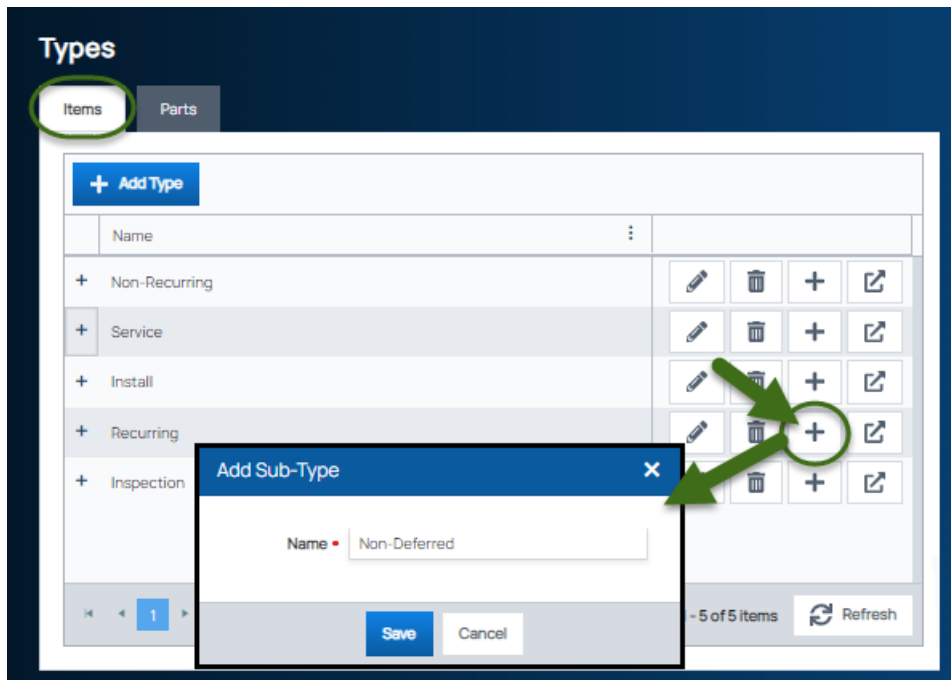 Types
Items
Parts
Add Type
Name
Non-Recurring
Service
Install
Recurring
Inspection
Add Sub-Type
Name
Non-Deferred
Save
Cancel
1
- 5 of 5 items
Refresh